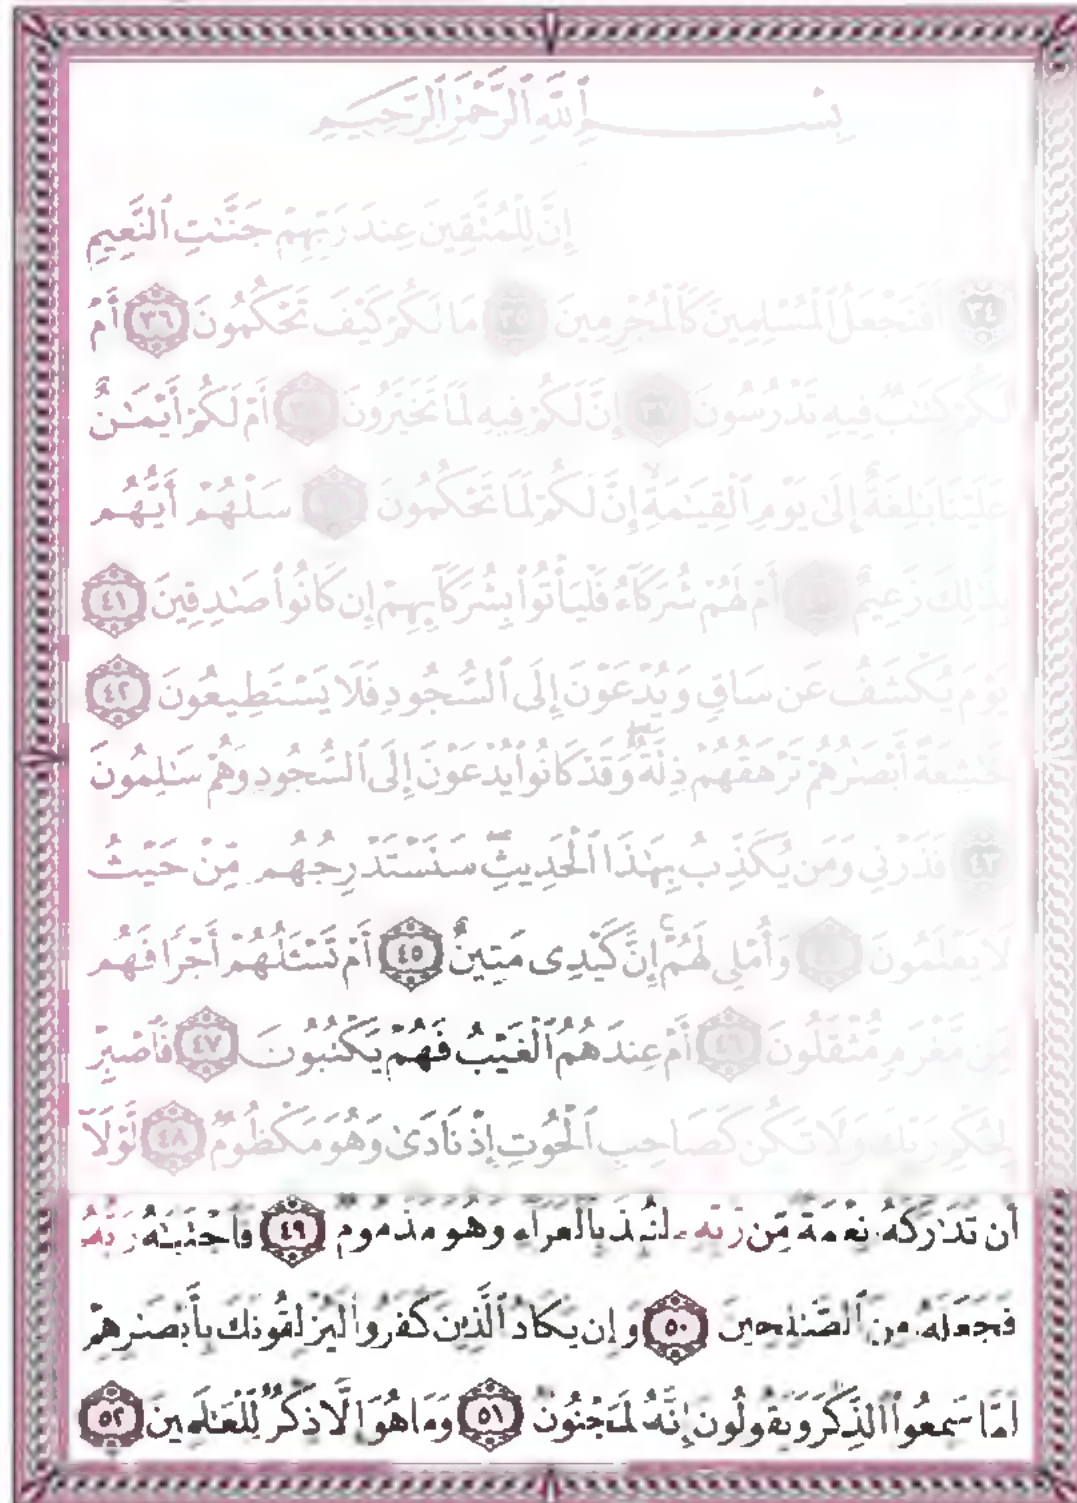 بِسْمِ ٱللَّهِ ٱلرَّحْمَٰنِ ٱلرَّحِيمِ
إِنَّ لِلْمُتَّقِينَ عِندَ رَبِّهِمْ جَنَّٰتِ ٱلنَّعِيمِ
٣٤ أَفَنَجْعَلُ ٱلْمُسْلِمِينَ كَٱلْمُجْرِمِينَ ٣٥ مَا لَكُمْ كَيْفَ تَحْكُمُونَ ٣٦ أَمْ
لَكُمْ كِتَٰبٌ فِيهِ تَدْرُسُونَ ٣٧ إِنَّ لَكُمْ فِيهِ لَمَا تَخَيَّرُونَ ٣٨ أَمْ لَكُمْ أَيْمَٰنٌ
عَلَيْنَا بَٰلِغَةٌ إِلَىٰ يَوْمِ ٱلْقِيَٰمَةِ ۙ إِنَّ لَكُمْ لَمَا تَحْكُمُونَ ٣٩ سَلْهُمْ أَيُّهُم
بِذَٰلِكَ زَعِيمٌ ٤٠ أَمْ لَهُمْ شُرَكَآءُ فَلْيَأْتُوا۟ بِشُرَكَآئِهِمْ إِن كَانُوا۟ صَٰدِقِينَ ٤١
يَوْمَ يُكْشَفُ عَن سَاقٍ وَيُدْعَوْنَ إِلَى ٱلسُّجُودِ فَلَا يَسْتَطِيعُونَ ٤٢
خَٰشِعَةً أَبْصَٰرُهُمْ تَرْهَقُهُمْ ذِلَّةٌ ۖ وَقَدْ كَانُوا۟ يُدْعَوْنَ إِلَى ٱلسُّجُودِ وَهُمْ سَٰلِمُونَ
٤٣ فَذَرْنِى وَمَن يُكَذِّبُ بِهَٰذَا ٱلْحَدِيثِ ۖ سَنَسْتَدْرِجُهُم مِّنْ حَيْثُ
لَا يَعْلَمُونَ ٤٤ وَأُمْلِى لَهُمْ ۚ إِنَّ كَيْدِى مَتِينٌ ٤٥ أَمْ تَسْـَٔلُهُمْ أَجْرًا فَهُم
مِّن مَّغْرَمٍ مُّثْقَلُونَ ٤٦ أَمْ عِندَهُمُ ٱلْغَيْبُ فَهُمْ يَكْتُبُونَ ٤٧ فَٱصْبِرْ
لِحُكْمِ رَبِّكَ وَلَا تَكُن كَصَاحِبِ ٱلْحُوتِ إِذْ نَادَىٰ وَهُوَ مَكْظُومٌ ٤٨ لَّوْلَآ
أَن تَدَٰرَكَهُۥ نِعْمَةٌ مِّن رَّبِّهِۦ لَنُبِذَ بِٱلْعَرَآءِ وَهُوَ مَذْمُومٌ ٤٩ فَٱجْتَبَٰهُ رَبُّهُۥ
فَجَعَلَهُۥ مِنَ ٱلصَّٰلِحِينَ ٥٠ وَإِن يَكَادُ ٱلَّذِينَ كَفَرُوا۟ لَيُزْلِقُونَكَ بِأَبْصَٰرِهِمْ
لَمَّا سَمِعُوا۟ ٱلذِّكْرَ وَيَقُولُونَ إِنَّهُۥ لَمَجْنُونٌ ٥١ وَمَا هُوَ إِلَّا ذِكْرٌ لِّلْعَٰلَمِينَ ٥٢